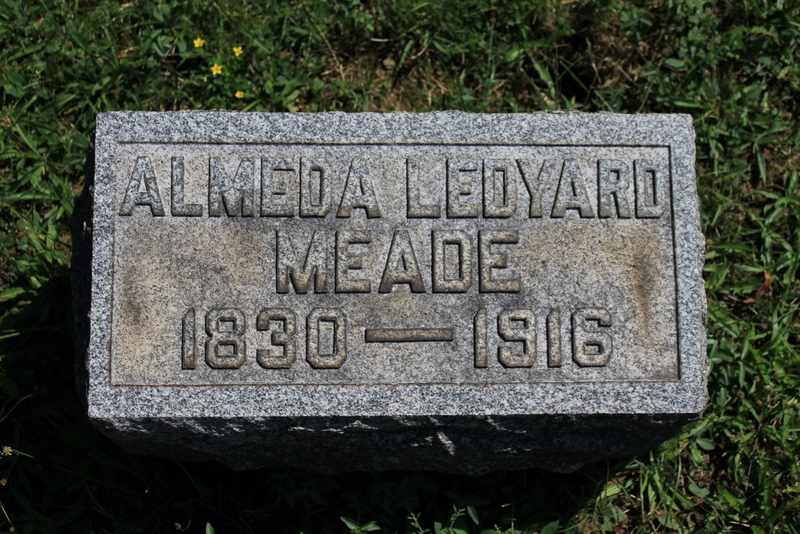 ALMEDA LEDYARD
MEADE
1830 — 1916